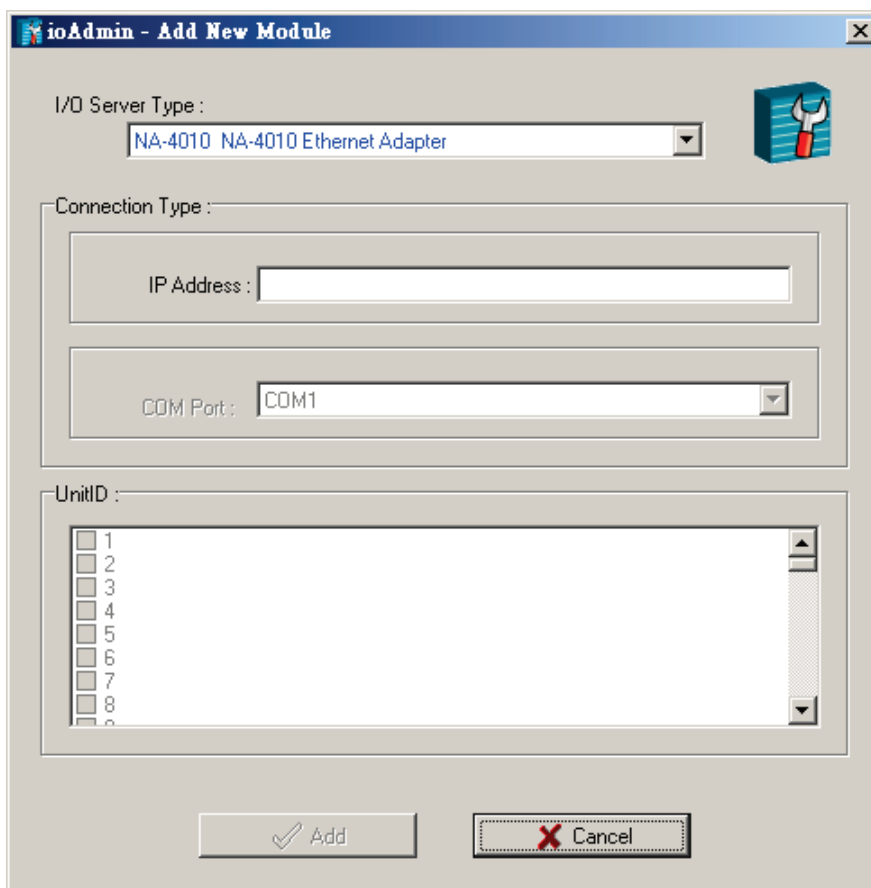 ioAdmin - Add New Module
I/O Server Type :
NA-4010 NA-4010 Ethernet Adapter
Connection Type :
IP Address :
COM Port :
COM1
UnitID :
1
2
3
4
5
6
7
8
Add
Cancel